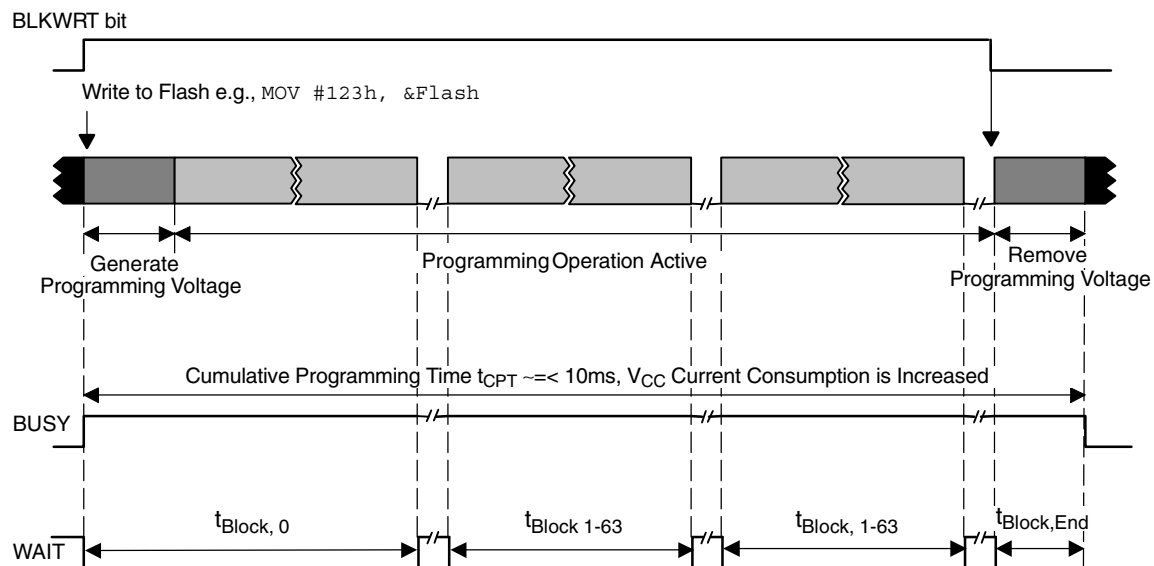 BLKWRT bit
Write to Flash e.g., MOV #123h, &Flash
Generate
Programming Voltage
Programming Operation Active
Remove
Programming Voltage
Cumulative Programming Time tCPT ~=< 10ms, VCC Current Consumption is Increased
BUSY
tBlock, 0
tBlock 1-63
tBlock, 1-63
tBlock,End
WAIT